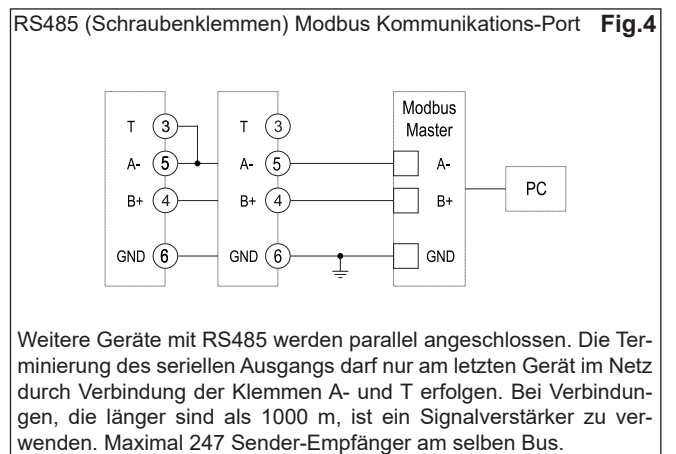 RS485 (Schraubenklemmen) Modbus Kommunikations-Port Fig.4
Modbus
Master
T 3 T 3
A- 5 A- 5 A-
B+ 4 B+ 4 B+
PC
GND 6 GND 6 GND
Weitere Geräte mit RS485 werden parallel angeschlossen. Die Ter-
minierung des seriellen Ausgangs darf nur am letzten Gerät im Netz
durch Verbindung der Klemmen A- und T erfolgen. Bei Verbindun-
gen, die länger sind als 1000 m, ist ein Signalverstärker zu ver-
wenden. Maximal 247 Sender-Empfänger am selben Bus.